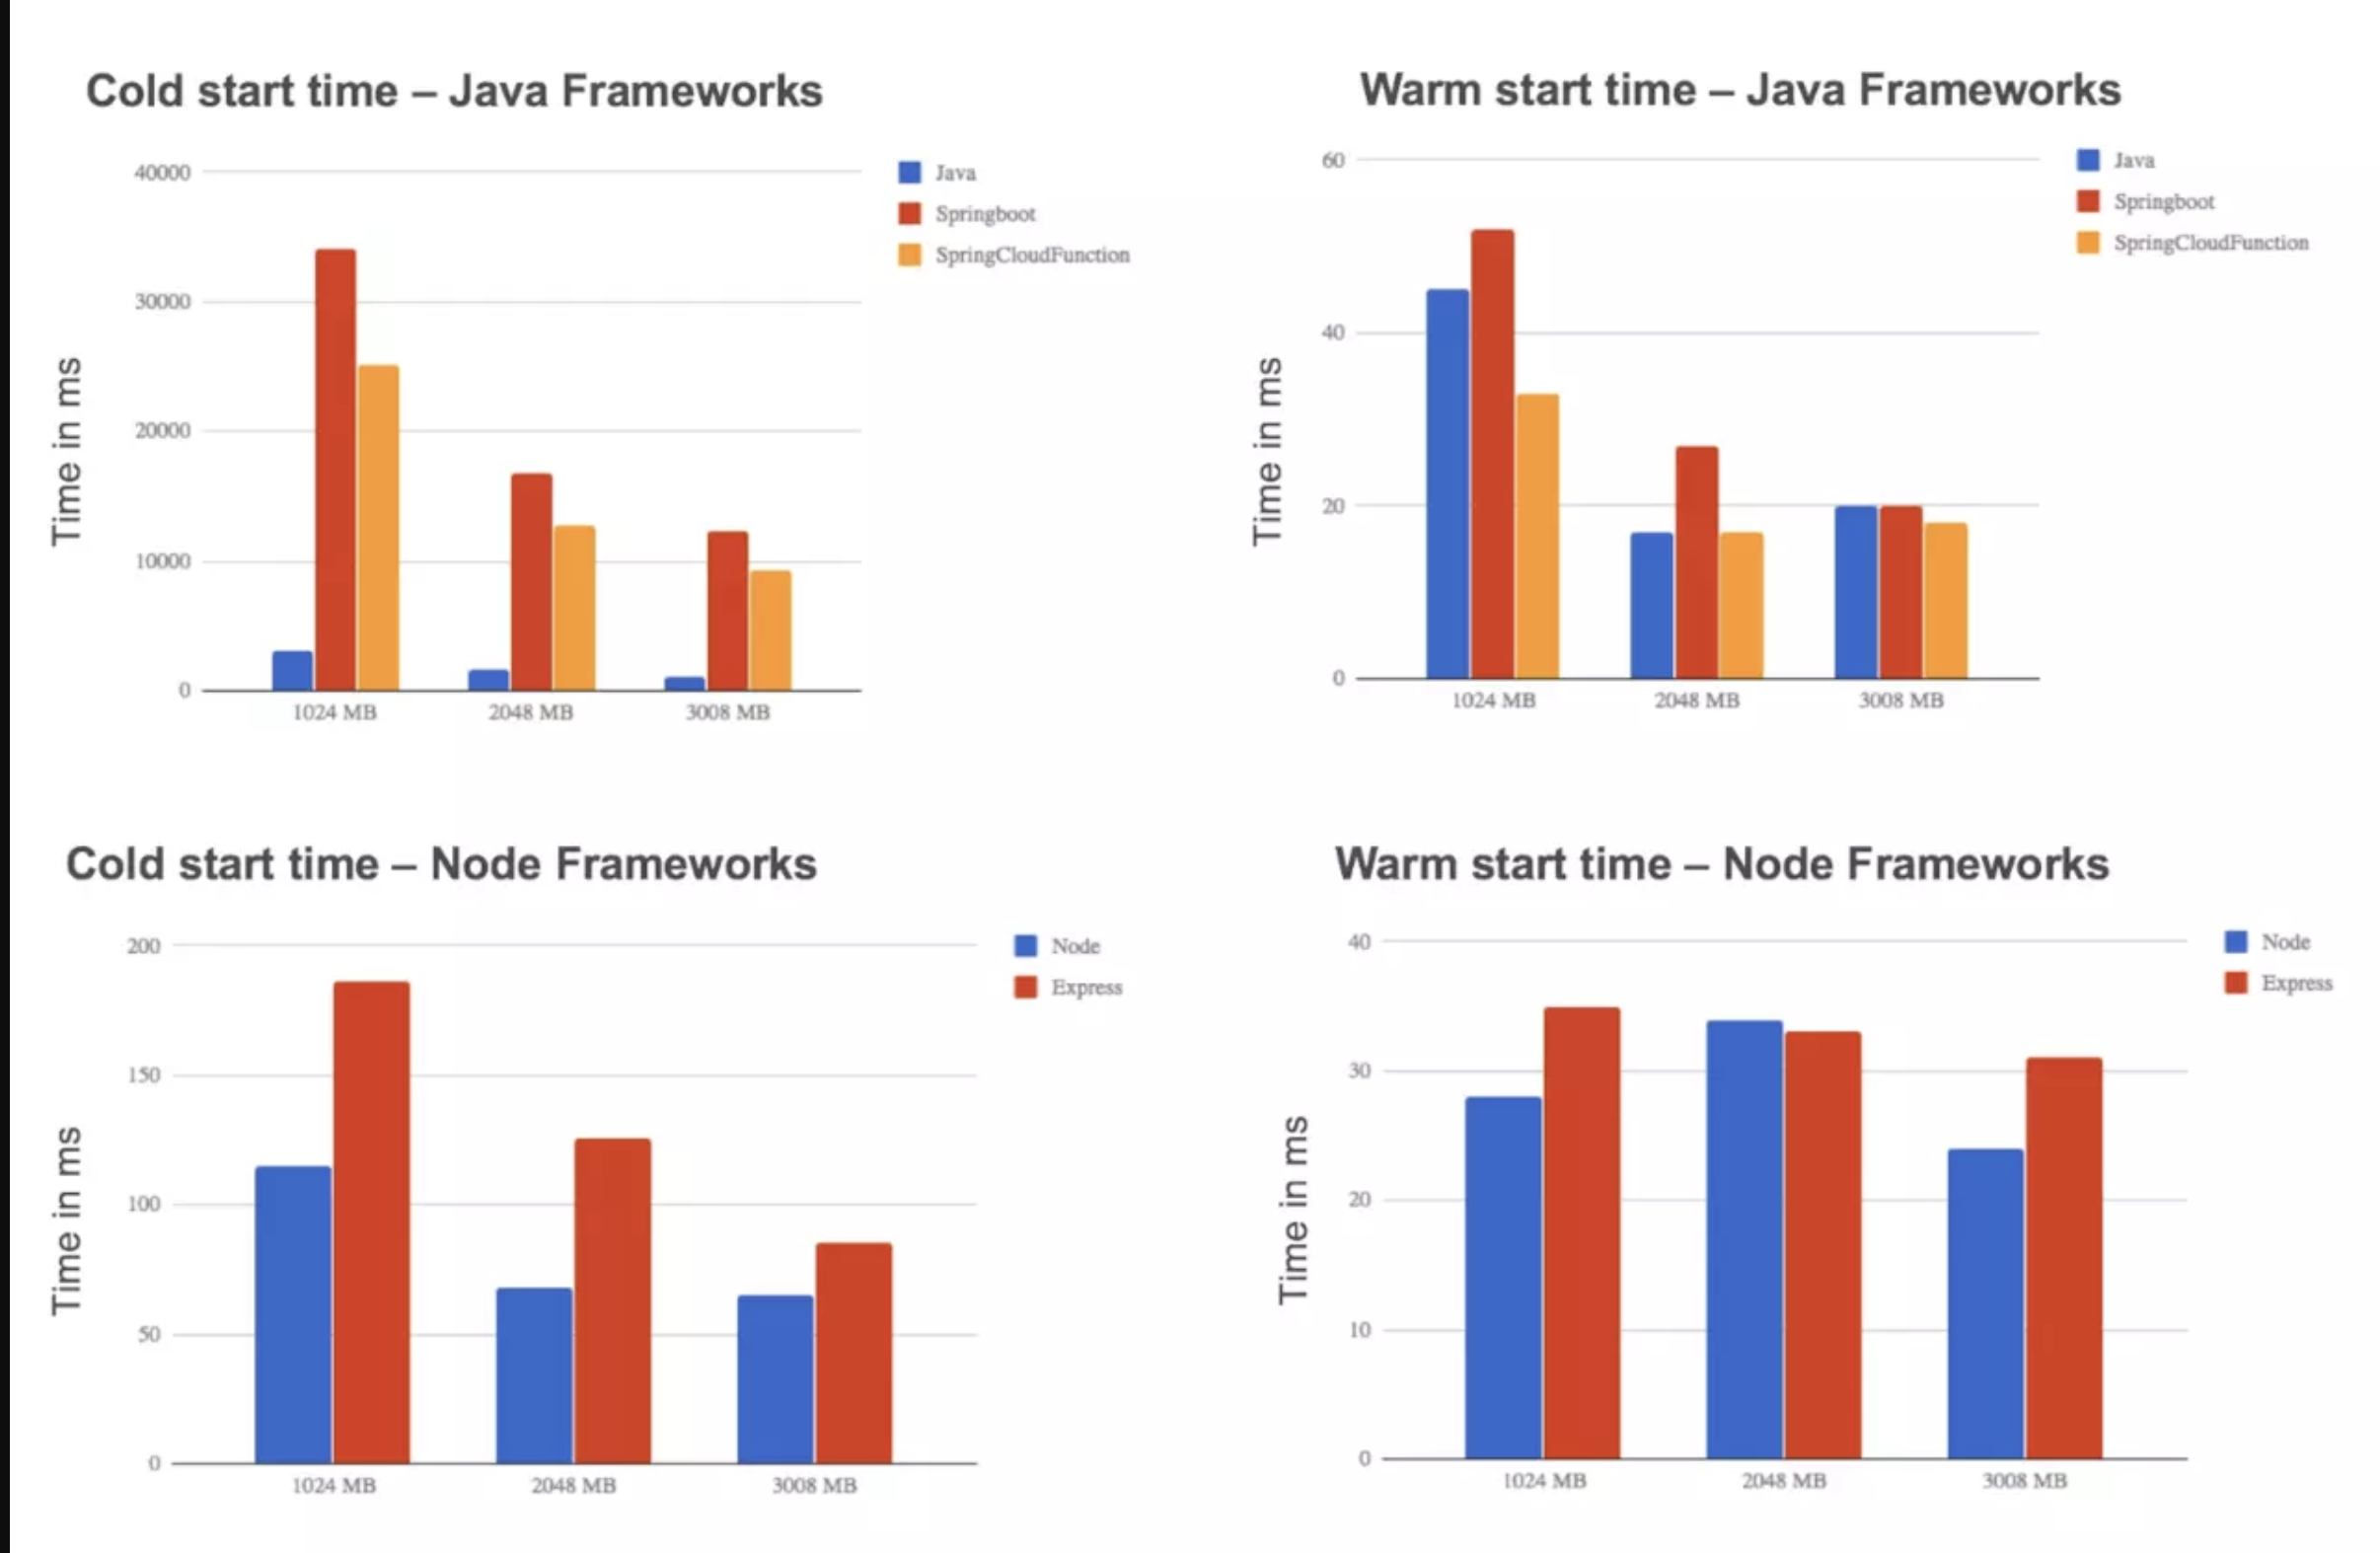 Cold start time – Java Frameworks
Time in ms
40000
30000
20000
10000
0
1024 MB
2048 MB
3008 MB
Java
Springboot
SpringCloudFunction
Warm start time – Java Frameworks
Time in ms
60
40
20
0
1024 MB
2048 MB
3008 MB
Java
Springboot
SpringCloudFunction
Cold start time – Node Frameworks
Time in ms
200
150
100
50
0
1024 MB
2048 MB
3008 MB
Node
Express
Warm start time – Node Frameworks
Time in ms
40
30
20
10
0
1024 MB
2048 MB
3008 MB
Node
Express